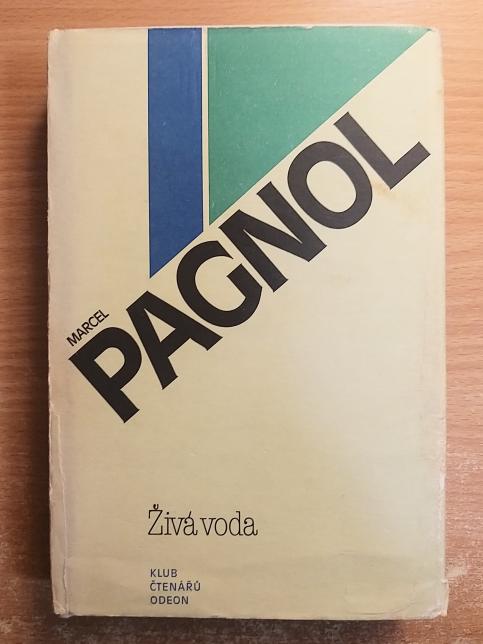 MARCEL
PAGNOL
Živá voda
KLUB
ČTENÁŘŮ
ODEON